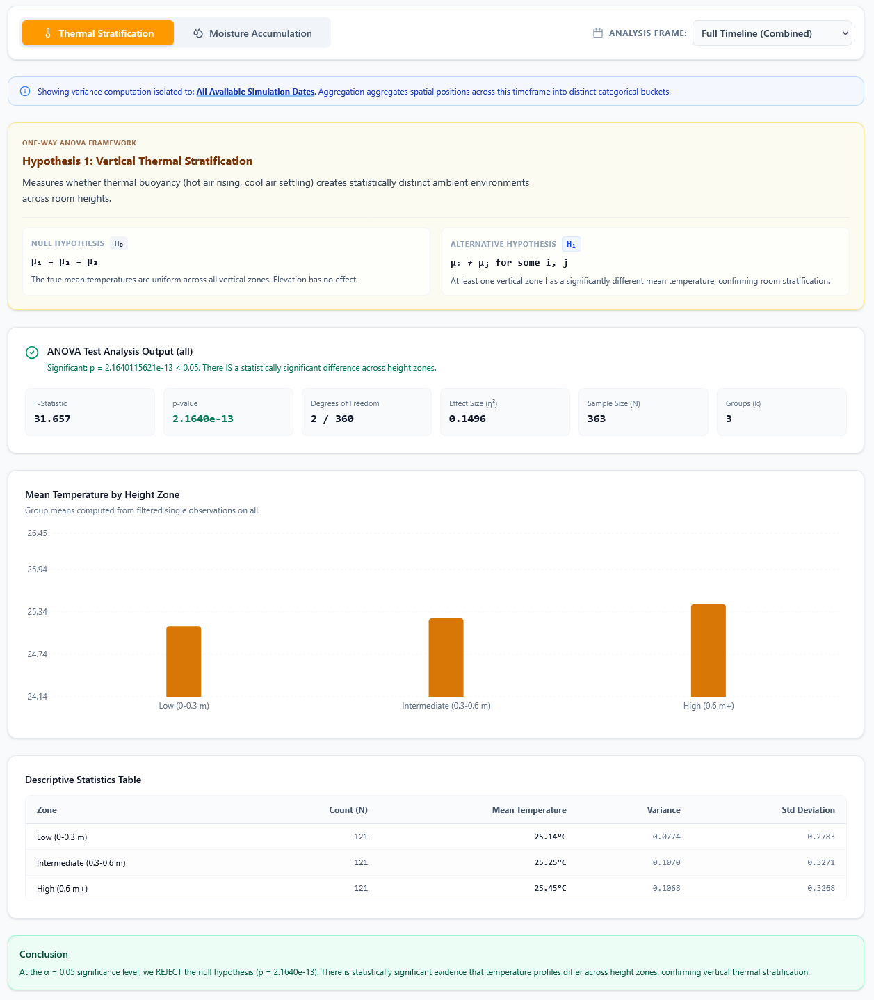 Thermal Stratification
Moisture Accumulation
ANALYSIS FRAME:
Full Timeline (Combined)
Showing variance computation isolated to: All Available Simulation Dates. Aggregation aggregates spatial positions across this timeframe into distinct categorical buckets.
ONE-WAY ANOVA FRAMEWORK
Hypothesis 1: Vertical Thermal Stratification
Measures whether thermal buoyancy (hot air rising, cool air settling) creates statistically distinct ambient environments
across room heights.
NULL HYPOTHESIS H₀
μ₁ = μ₂ = μ₃
The true mean temperatures are uniform across all vertical zones. Elevation has no effect.
ALTERNATIVE HYPOTHESIS H₁
μᵢ ≠ μⱼ for some i, j
At least one vertical zone has a significantly different mean temperature, confirming room stratification.
ANOVA Test Analysis Output (all)
Significant: p = 2.1640115621e-13 < 0.05. There IS a statistically significant difference across height zones.
F-Statistic
31.657
p-value
2.1640e-13
Degrees of Freedom
2 / 360
Effect Size (η²)
0.1496
Sample Size (N)
363
Groups (k)
3
Mean Temperature by Height Zone
Group means computed from filtered single observations on all.
26.45
25.94
25.34
24.74
24.14
Low (0-0.3 m)
Intermediate (0.3-0.6 m)
High (0.6 m+)
Descriptive Statistics Table
Zone Count (N) Mean Temperature Variance Std Deviation
Low (0-0.3 m) 121 25.14°C 0.0774 0.2783
Intermediate (0.3-0.6 m) 121 25.25°C 0.1070 0.3271
High (0.6 m+) 121 25.45°C 0.1068 0.3268
Conclusion
At the α = 0.05 significance level, we REJECT the null hypothesis (p = 2.1640e-13). There is statistically significant evidence that temperature profiles differ across height zones, confirming vertical thermal stratification.